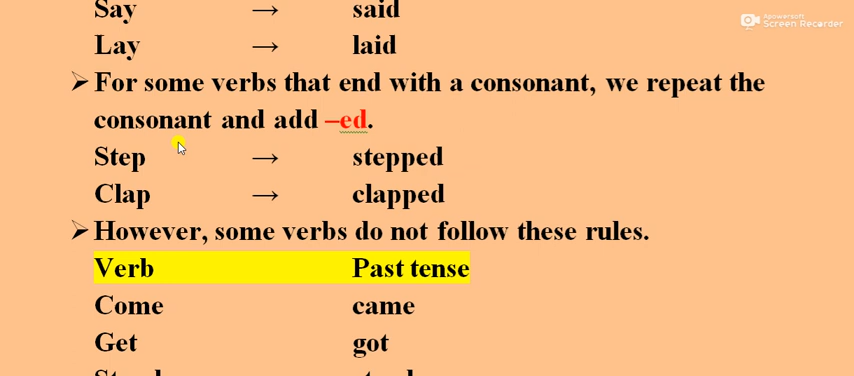 Say → said
Apowersoft
Screen Recorder
Lay → laid
➢ For some verbs that end with a consonant, we repeat the
consonant and add –ed.
Step → stepped
Clap → clapped
➢ However, some verbs do not follow these rules.
Verb Past tense
Come came
Get got